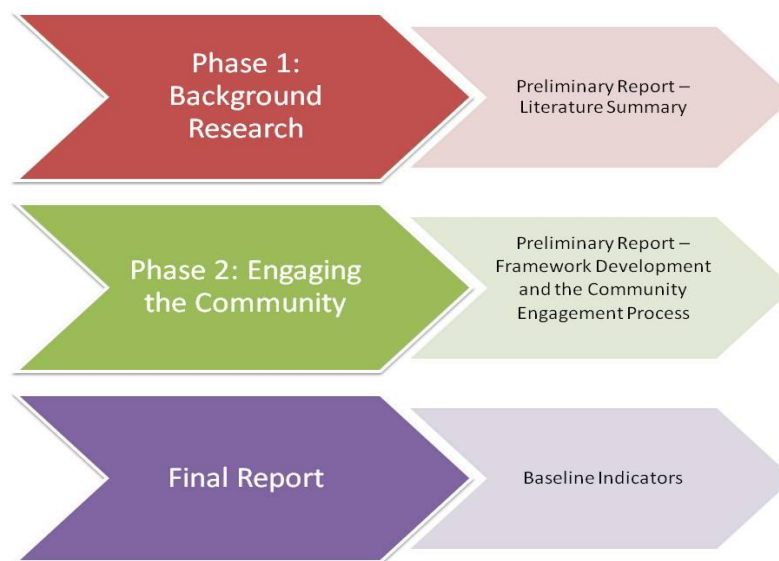 Phase 1:
Background
Research
Preliminary Report –
Literature Summary
Phase 2: Engaging
the Community
Preliminary Report –
Framework Development
and the Community
Engagement Process
Final Report
Baseline Indicators